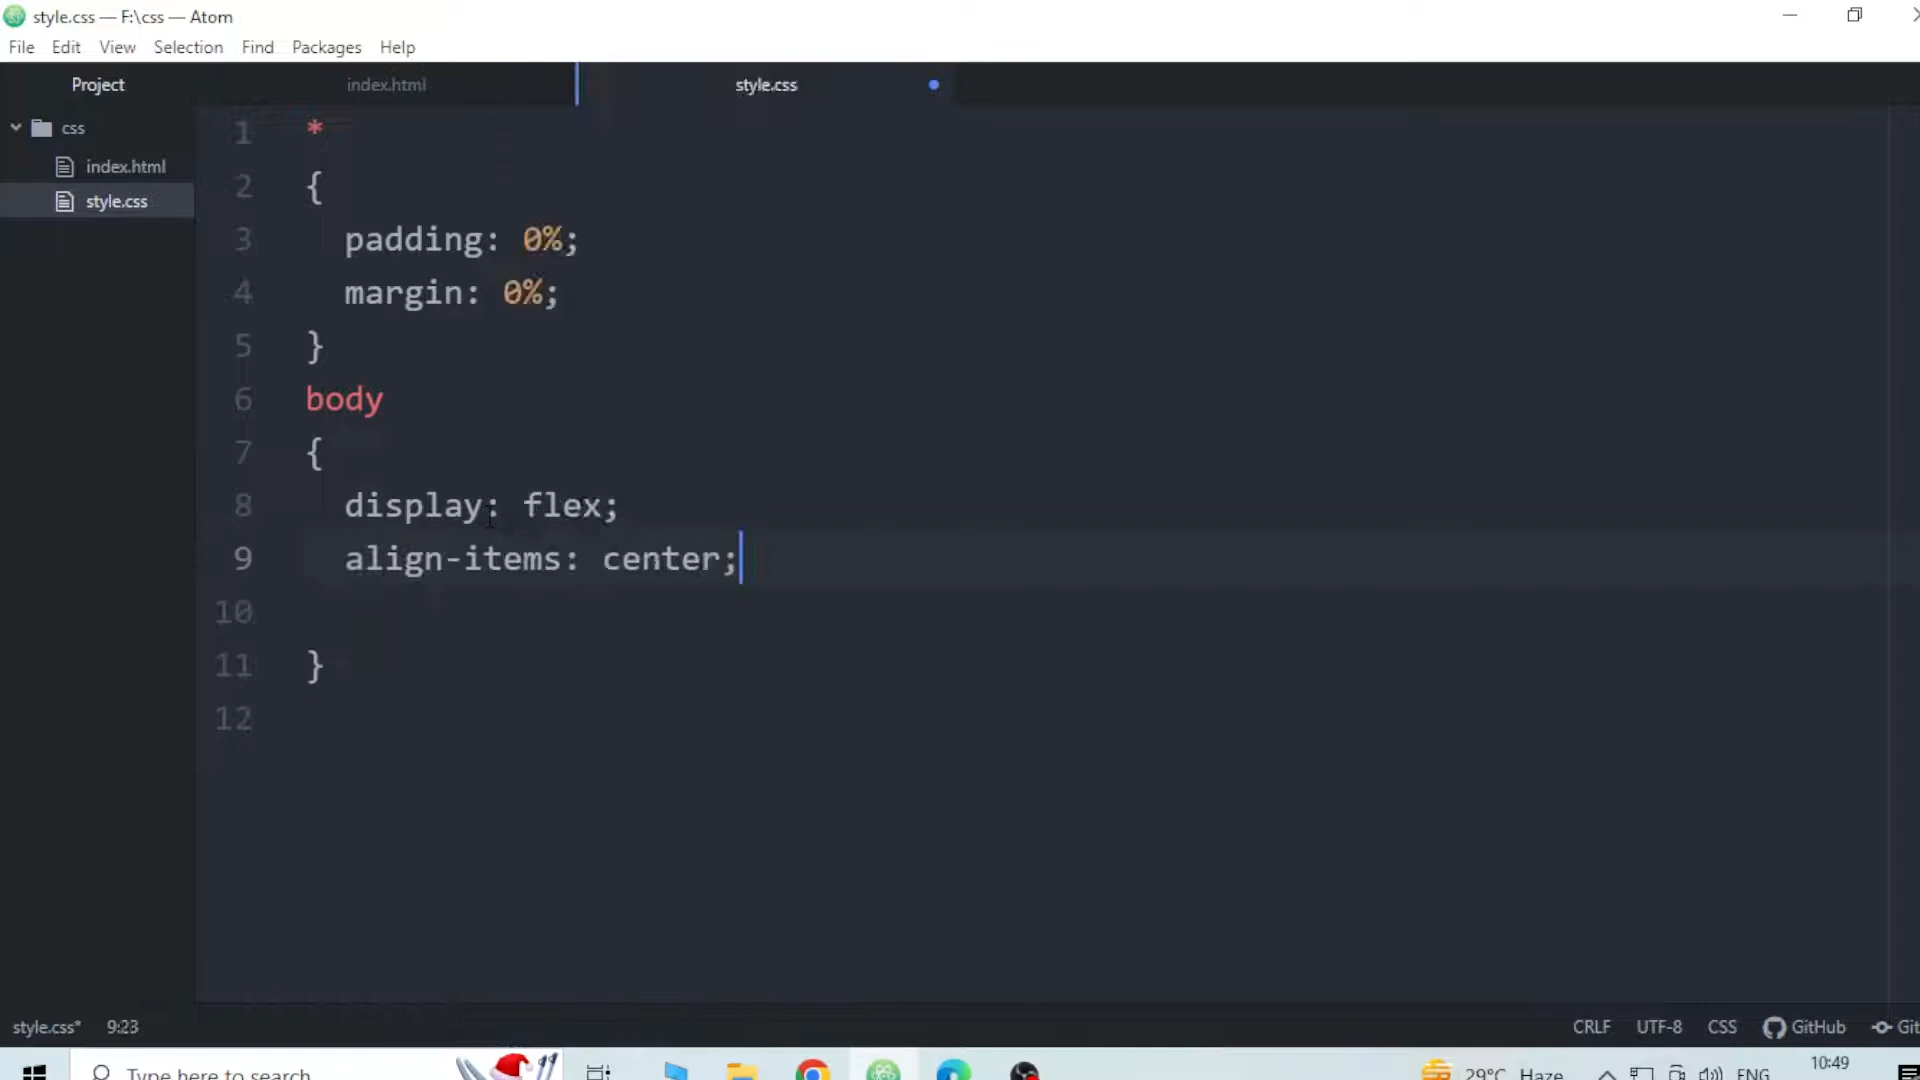 style.css — F:\css — Atom
File Edit View Selection Find Packages Help
Project index.html style.css
css
index.html
style.css
1 *
2 {
3 padding: 0%;
4 margin: 0%;
5 }
6 body
7 {
8 display: flex;
9 align-items: center;
10
11 }
12
style.css* 9:23 CRLF UTF-8 CSS GitHub Git
Type here to search 29°C Haze ENG 10:49